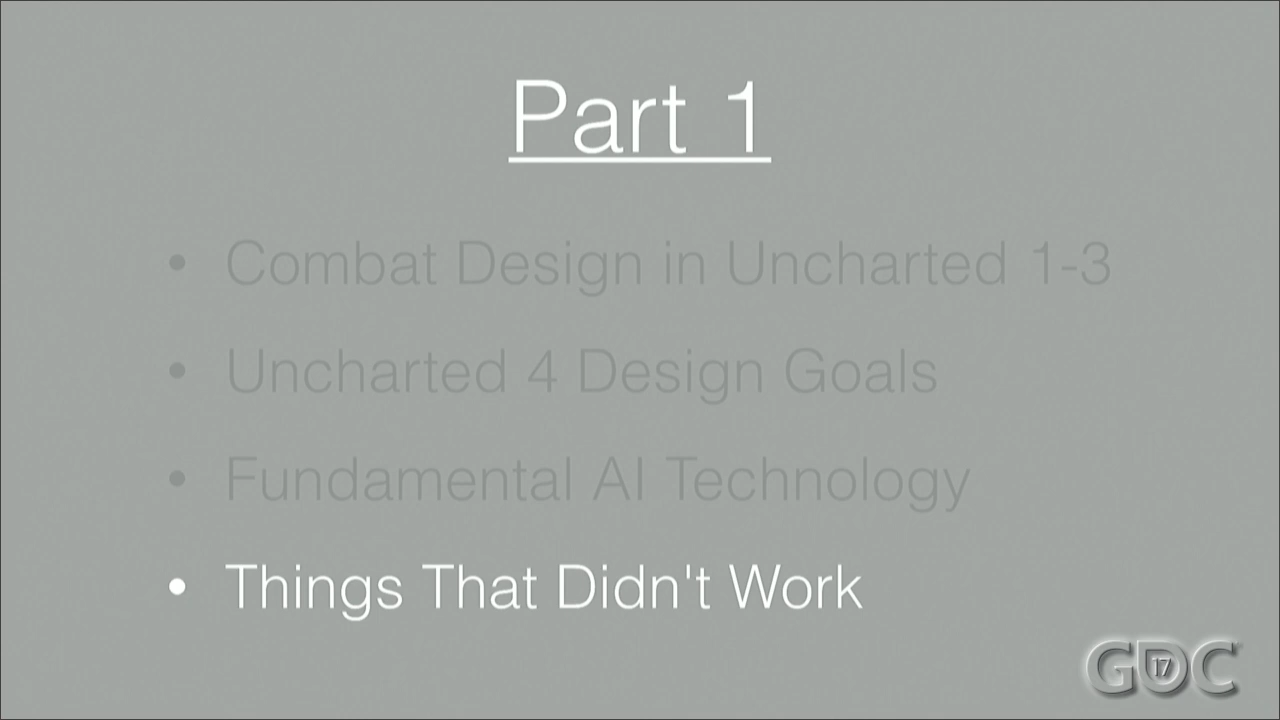 Part 1
• Combat Design in Uncharted 1-3
• Uncharted 4 Design Goals
• Fundamental AI Technology
• Things That Didn't Work
GDC 17